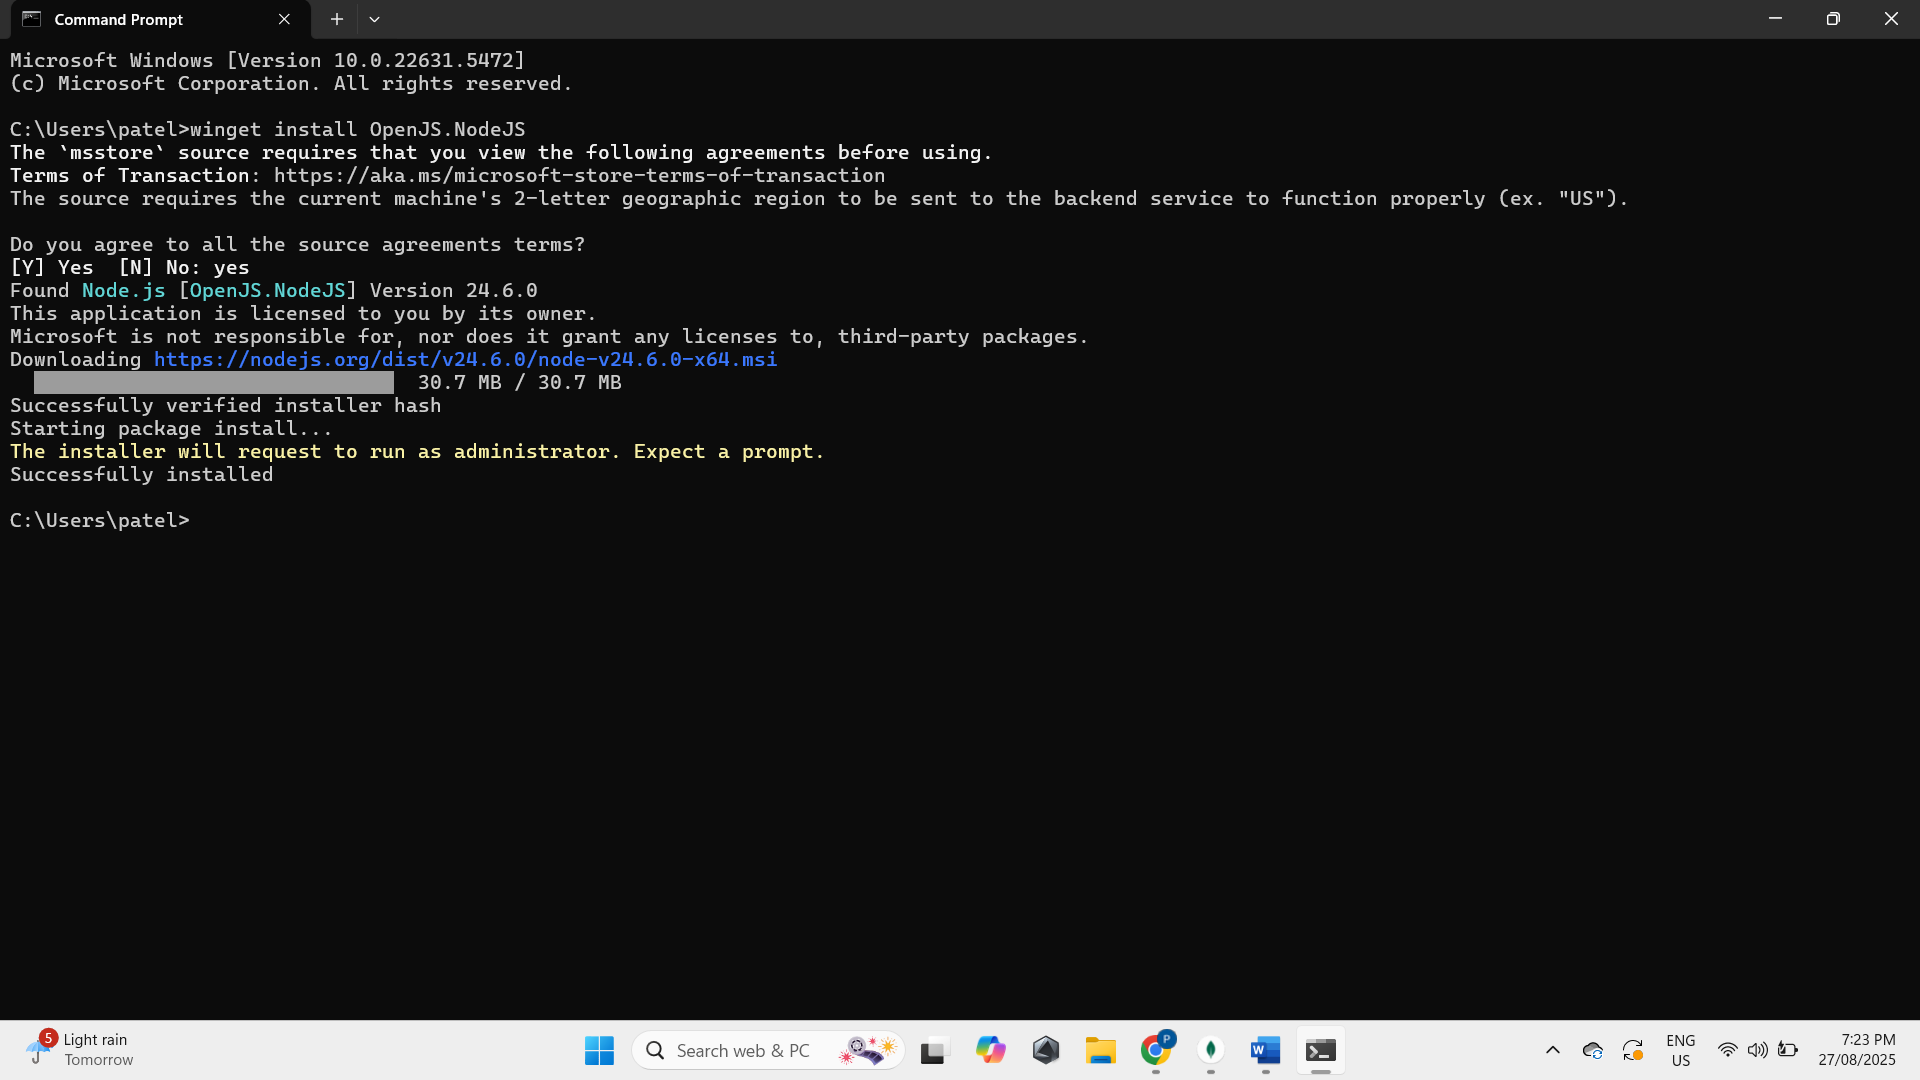 Command Prompt
Microsoft Windows [Version 10.0.22631.5472]
(c) Microsoft Corporation. All rights reserved.
C:\Users\patel>winget install OpenJS.NodeJS
The `msstore` source requires that you view the following agreements before using.
Terms of Transaction: https://aka.ms/microsoft-store-terms-of-transaction
The source requires the current machine's 2-letter geographic region to be sent to the backend service to function properly (ex. "US").
Do you agree to all the source agreements terms?
[Y] Yes  [N] No: yes
Found Node.js [OpenJS.NodeJS] Version 24.6.0
This application is licensed to you by its owner.
Microsoft is not responsible for, nor does it grant any licenses to, third-party packages.
Downloading https://nodejs.org/dist/v24.6.0/node-v24.6.0-x64.msi
30.7 MB / 30.7 MB
Successfully verified installer hash
Starting package install...
The installer will request to run as administrator. Expect a prompt.
Successfully installed
C:\Users\patel>
5
Light rain
Tomorrow
Search web & PC
P
W
ENG
US
7:23 PM
27/08/2025